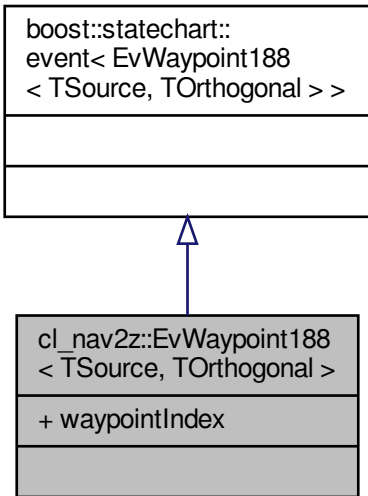 boost::statechart::
event< EvWaypoint188
< TSource, TOrthogonal > >
cl_nav2z::EvWaypoint188
< TSource, TOrthogonal >
+ waypointIndex